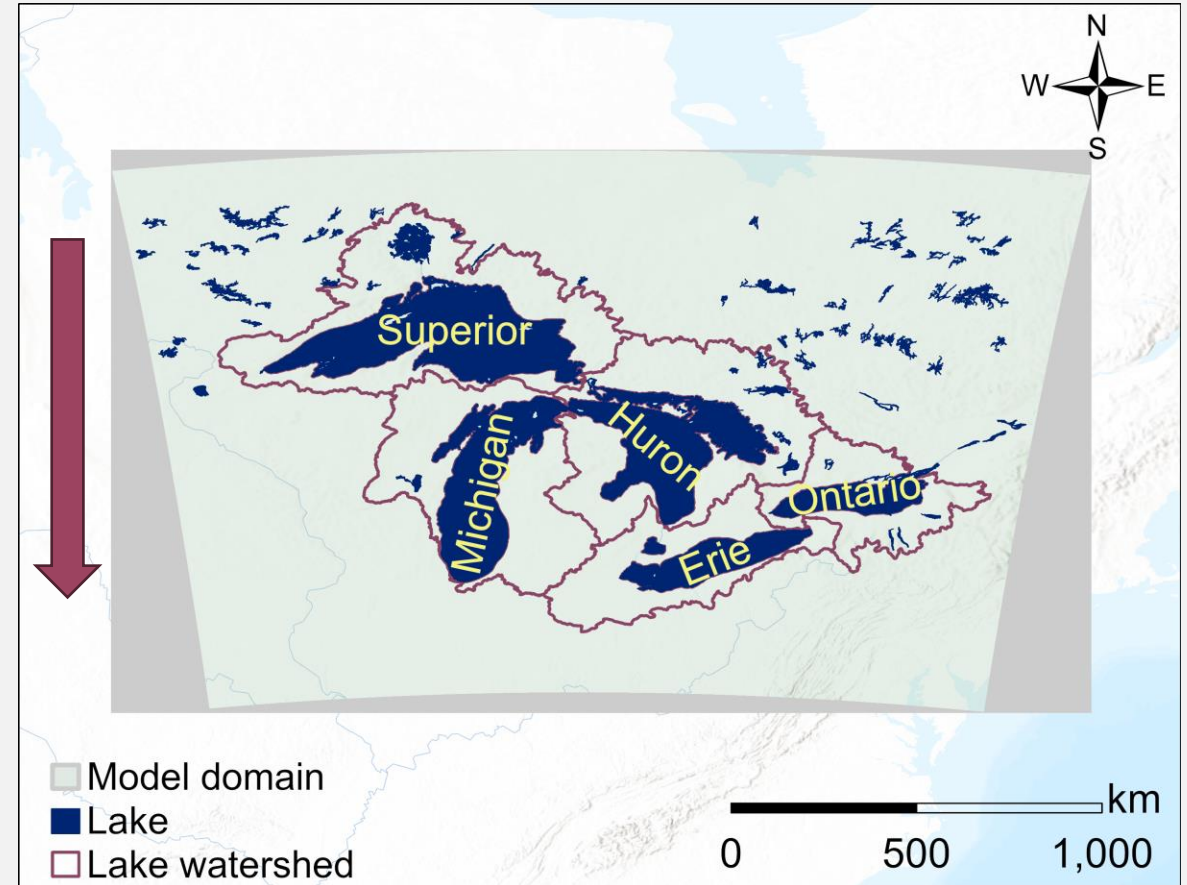 N
W E
S
Superior
Michigan
Huron
Ontario
Erie
Model domain
Lake
Lake watershed
km
0 500 1,000